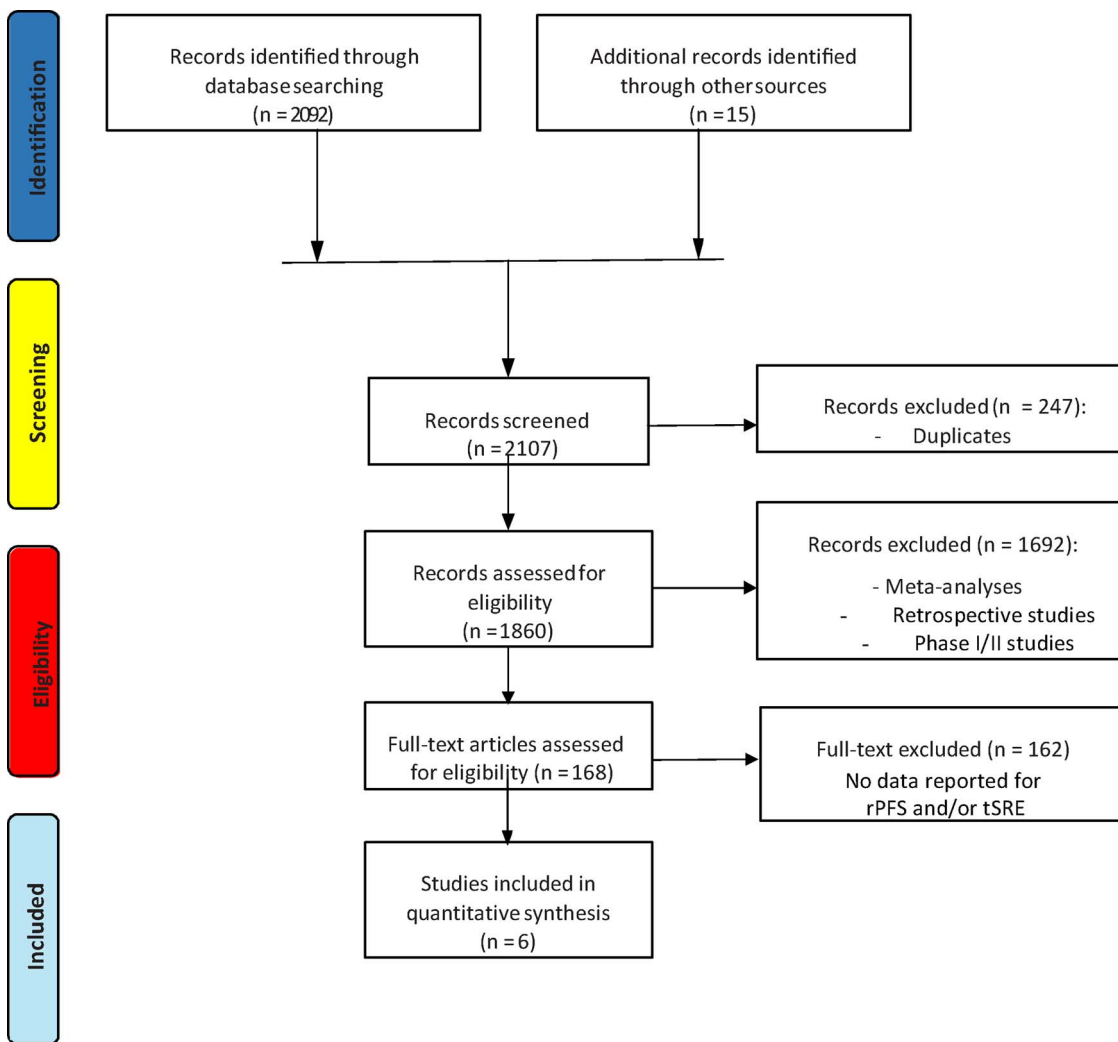 Identification
Records identified through
database searching
(n = 2092)
Additional records identified
through other sources
(n = 15)
Screening
Records screened
(n = 2107)
Records excluded (n = 247):
- Duplicates
Eligibility
Records assessed for
eligibility
(n = 1860)
Records excluded (n = 1692):
- Meta-analyses
- Retrospective studies
- Phase I/II studies
Full-text articles assessed
for eligibility (n = 168)
Full-text excluded (n = 162)
No data reported for
rPFS and/or tSRE
Included
Studies included in
quantitative synthesis
(n = 6)